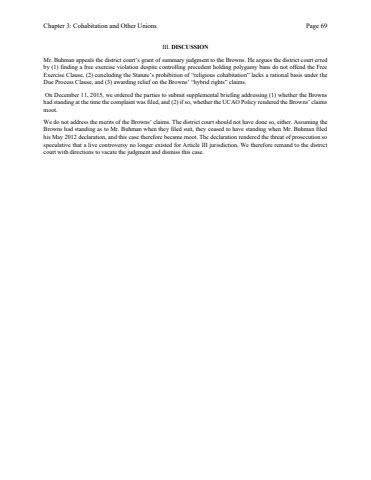 Chapter 3: Cohabitation and Other Unions Page 69
III. DISCUSSION
Mr. Buhman appeals the district court's grant of summary judgment to the Browns. He argues the district court erred
by (1) finding a free exercise violation despite controlling precedent holding polygamy bans do not offend the Free
Exercise Clause, (2) concluding the Statute's prohibition of "religious cohabitation" lacks a rational basis under the
Due Process Clause, and (3) awarding relief on the Browns' "hybrid rights" claims.
On December 11, 2015, we ordered the parties to submit supplemental briefing addressing (1) whether the Browns
had standing at the time the complaint was filed, and (2) if so, whether the UCAO Policy rendered the Browns' claims
moot.
We do not address the merits of the Browns' claims. The district court should not have done so, either. Assuming the
Browns had standing as to Mr. Buhman when they filed suit, they ceased to have standing when Mr. Buhman filed
his May 2012 declaration, and this case therefore became moot. The declaration rendered the threat of prosecution so
speculative that a live controversy no longer existed for Article III jurisdiction. We therefore remand to the district
court with directions to vacate the judgment and dismiss this case.